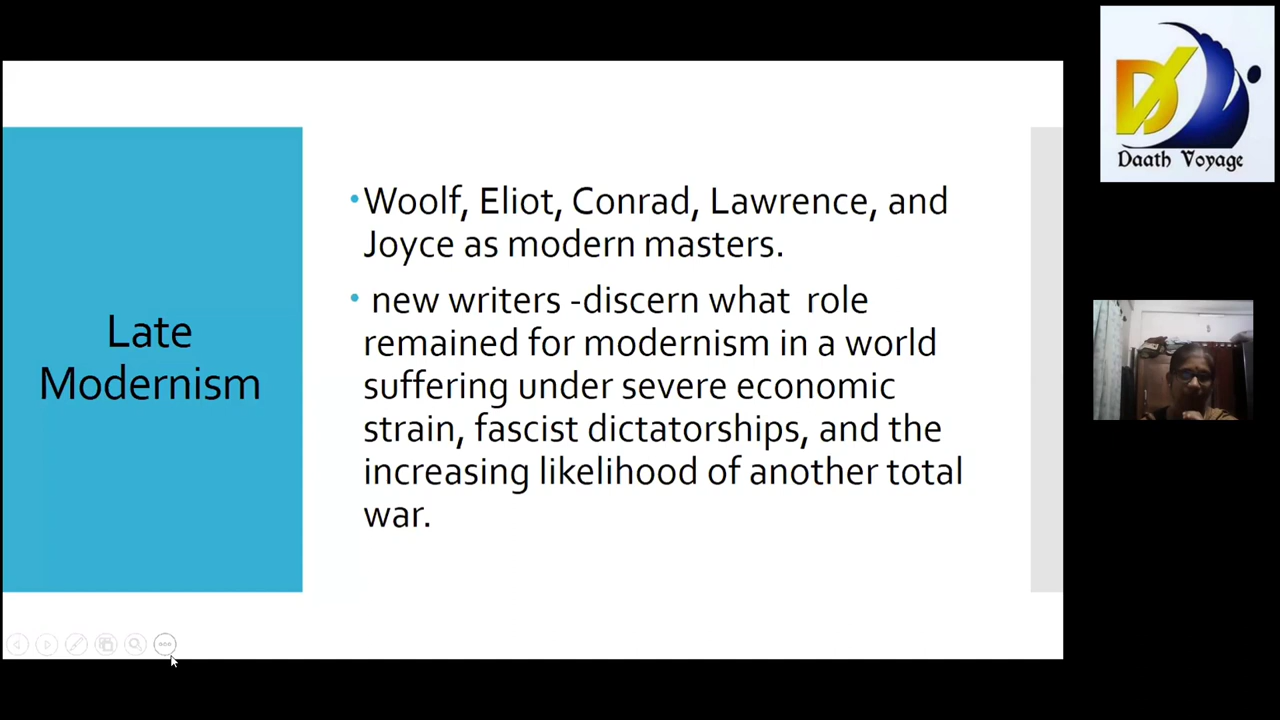 Late
Modernism
•Woolf, Eliot, Conrad, Lawrence, and
Joyce as modern masters.
• new writers -discern what  role
remained for modernism in a world
suffering under severe economic
strain, fascist dictatorships, and the
increasing likelihood of another total
war.
DV
Daath Voyage